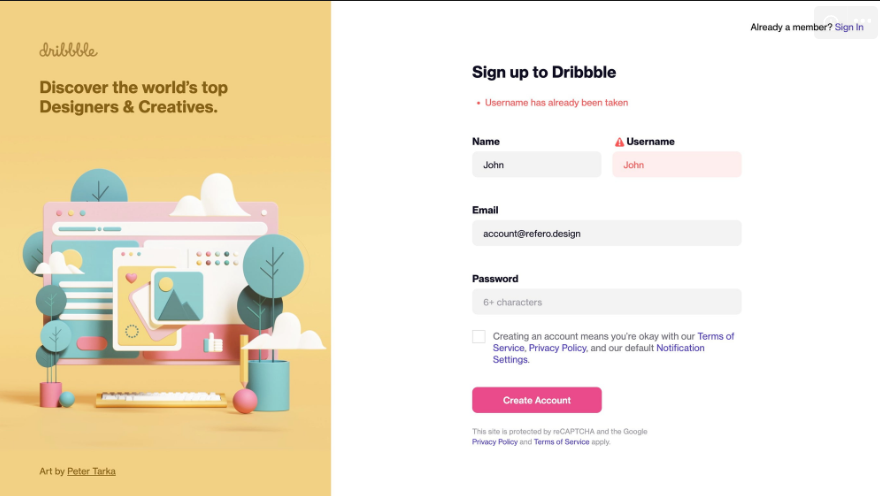 dribbble
Discover the world's top
Designers & Creatives.
Art by Peter Tarka
Already a member? Sign In
Sign up to Dribbble
• Username has already been taken
Name
Username
John
John
Email
account@refero.design
Password
6+ characters
Creating an account means you're okay with our Terms of
Service, Privacy Policy, and our default Notification
Settings.
Create Account
This site is protected by reCAPTCHA and the Google
Privacy Policy and Terms of Service apply.